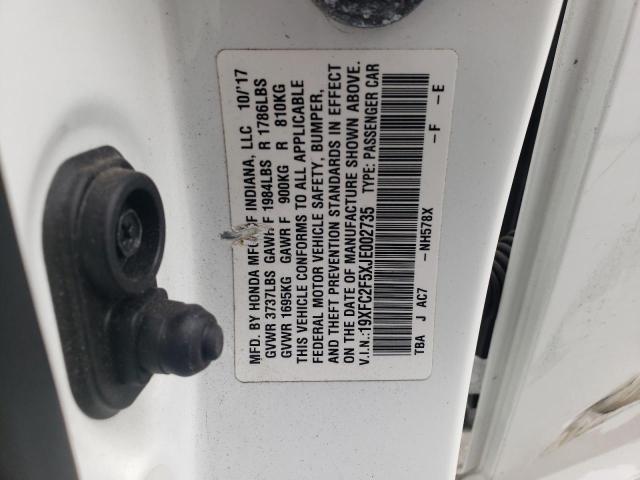 MFD. BY HONDA MFG. OF INDIANA, LLC 10/'17
GVWR 3737LBS GAWR F 1984LBS R 1786LBS
GVWR 1695KG GAWR F 900KG R 810KG
THIS VEHICLE CONFORMS TO ALL APPLICABLE
FEDERAL MOTOR VEHICLE SAFETY, BUMPER,
AND THEFT PREVENTION STANDARDS IN EFFECT
ON THE DATE OF MANUFACTURE SHOWN ABOVE.
V.I.N.:19XFC2F5XJE002735 TYPE: PASSENGER CAR
TBA J AC7 -NH578X -F -E